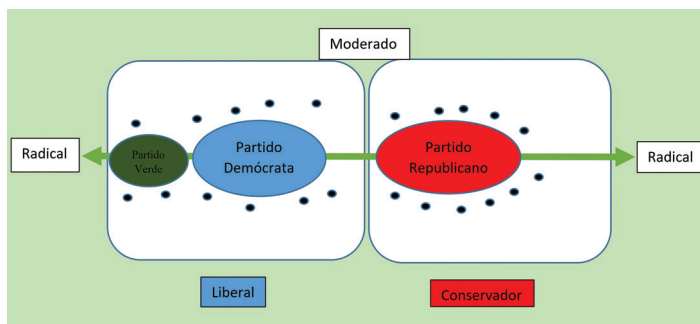 Moderado
Radical
Partido
Verde
Partido
Demócrata
Partido
Republicano
Radical
Liberal
Conservador